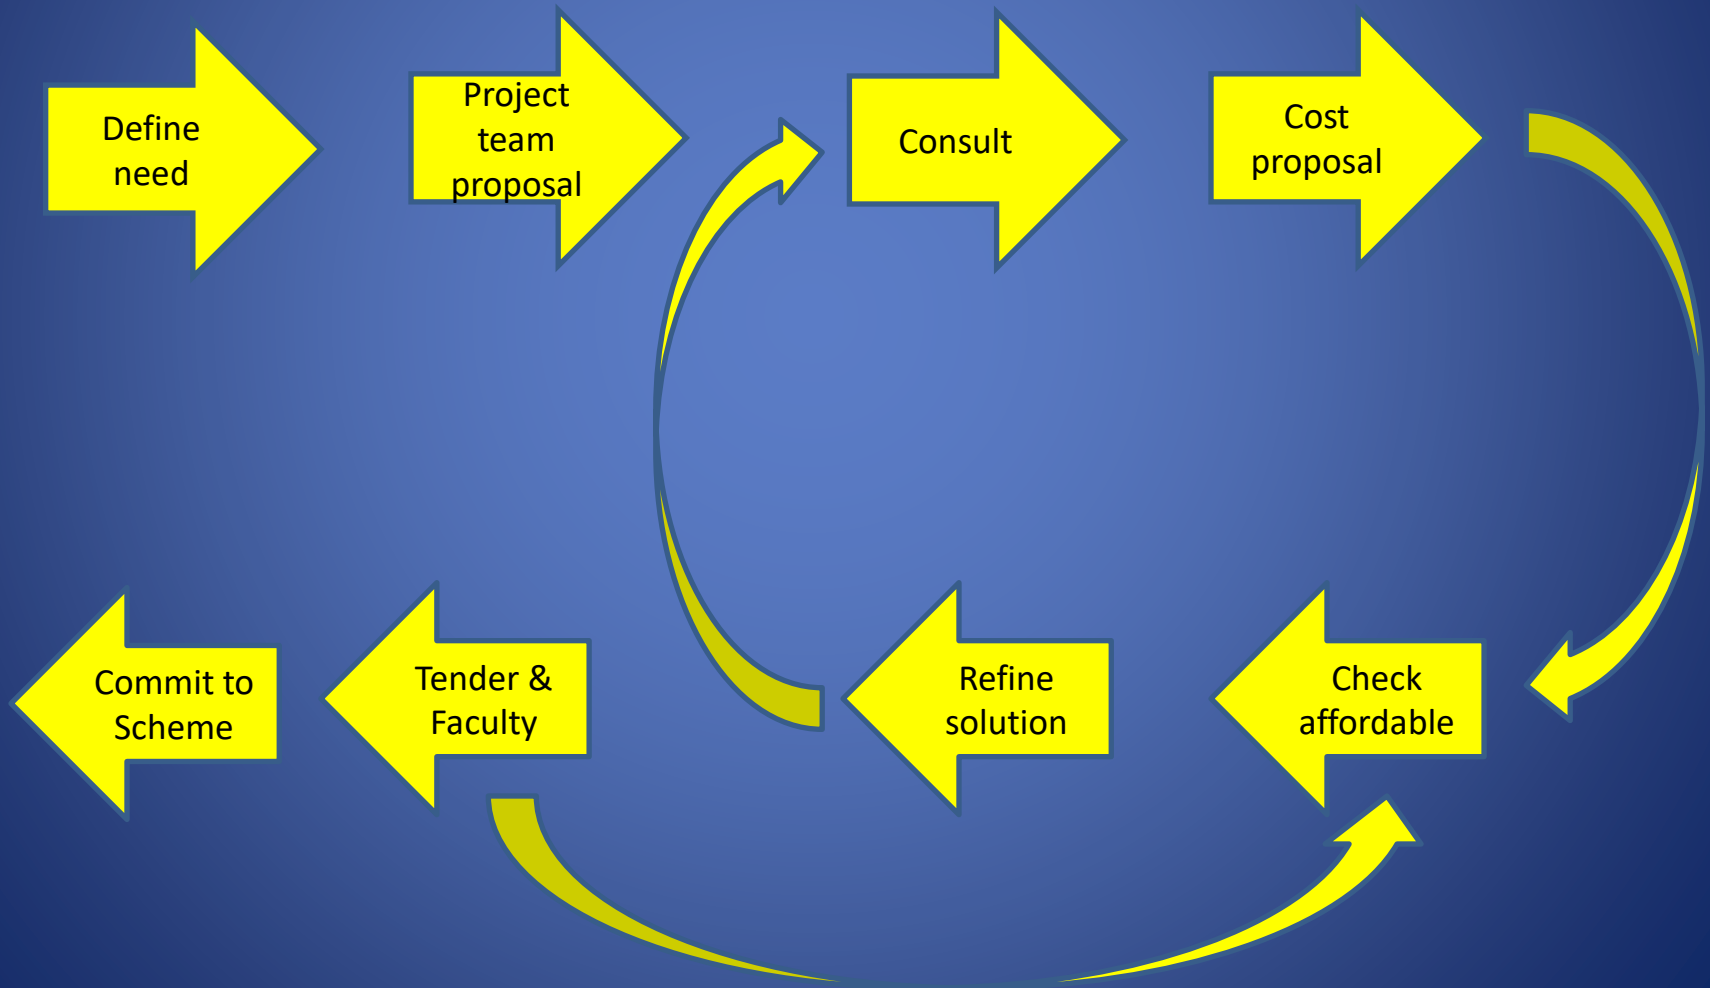 Define
need
Project
team
proposal
Consult
Cost
proposal
Commit to
Scheme
Tender &
Faculty
Refine
solution
Check
affordable